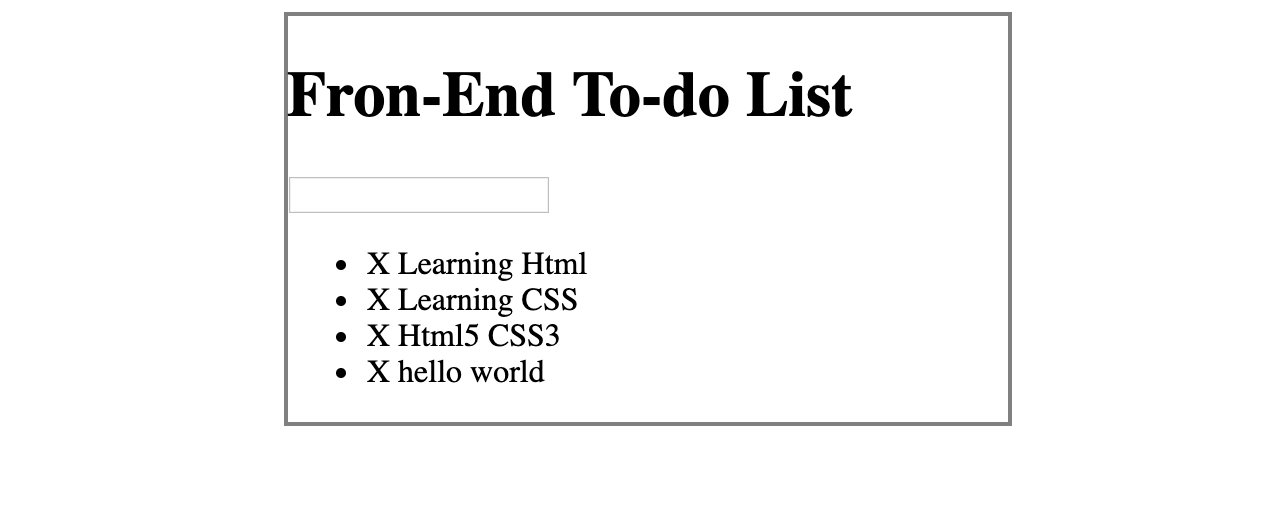 Fron-End To-do List
X Learning Html
X Learning CSS
X Html5 CSS3
X hello world